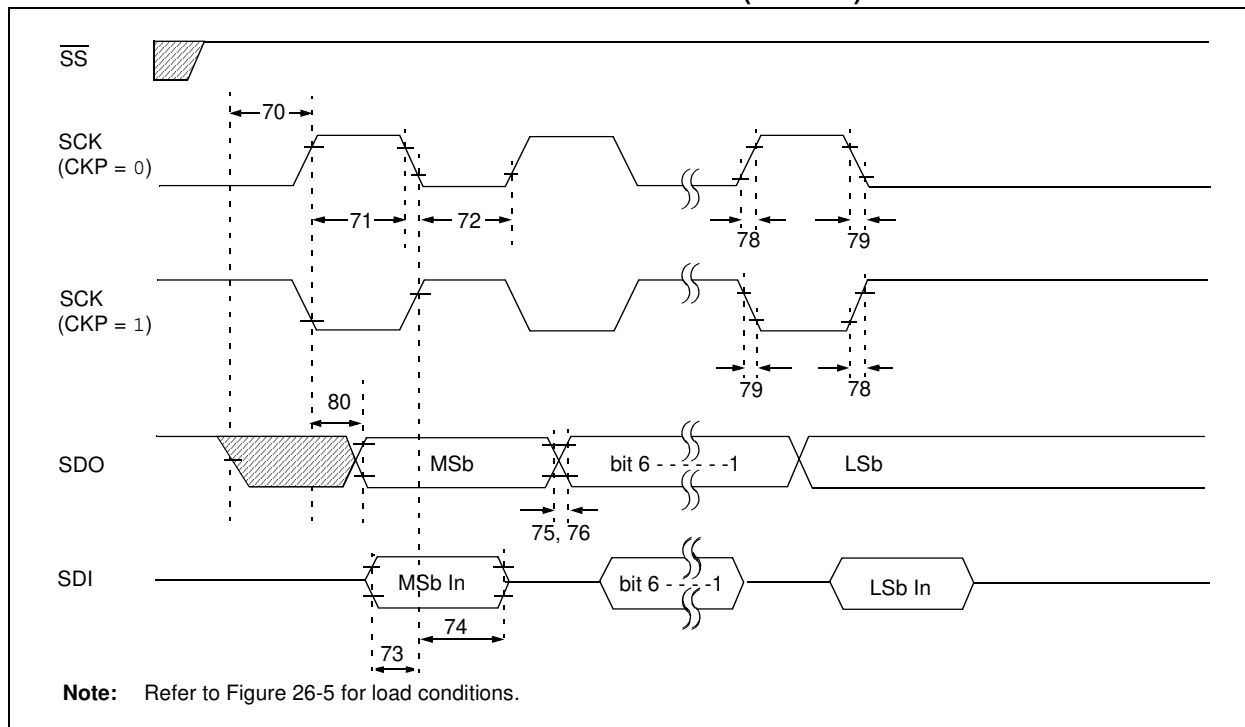 SS
70
SCK
(CKP = 0)
71
72
78
79
SCK
(CKP = 1)
79
78
80
SDO
MSb
bit 6 - - - - - -1
LSb
75, 76
SDI
MSb In
bit 6 - - - -1
LSb In
74
73
Note: Refer to Figure 26-5 for load conditions.